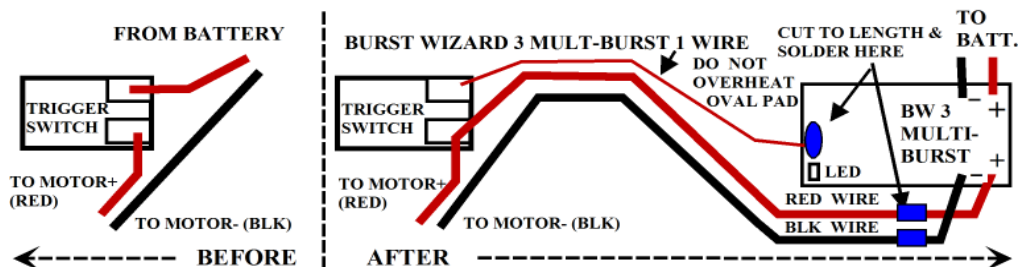 FROM BATTERY
TRIGGER
SWITCH
TO MOTOR+
(RED)
TO MOTOR- (BLK)
BEFORE
BURST WIZARD 3 MULT-BURST 1 WIRE
DO NOT
OVERHEAT
OVAL PAD
CUT TO LENGTH &
SOLDER HERE
TO
BATT.
TRIGGER
SWITCH
BW 3
MULTI-
BURST
- +
- +
LED
TO MOTOR+
(RED)
TO MOTOR- (BLK)
RED WIRE
BLK WIRE
AFTER